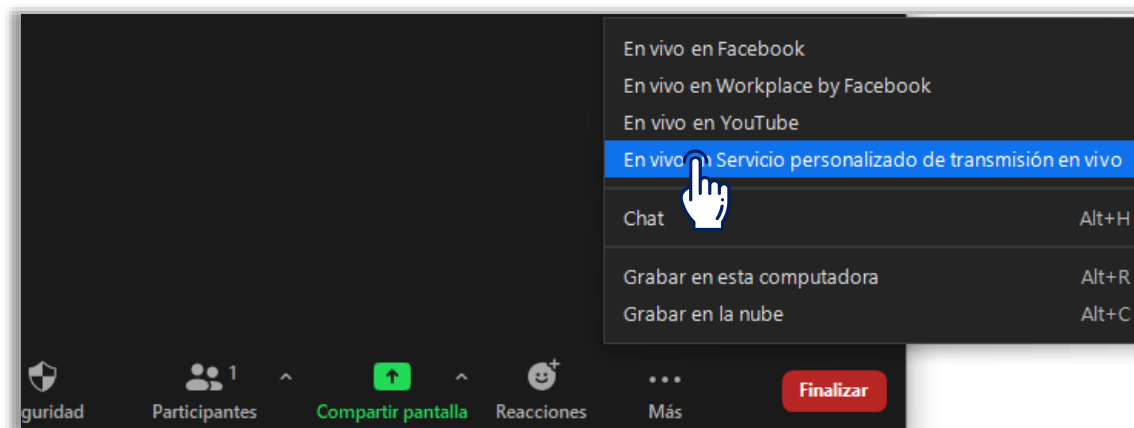 En vivo en Facebook
En vivo en Workplace by Facebook
En vivo en YouTube
En vivo en Servicio personalizado de transmisión en vivo
Chat Alt+H
Grabar en esta computadora Alt+R
Grabar en la nube Alt+C
1
guridad Participantes Compartir pantalla Reacciones Más Finalizar